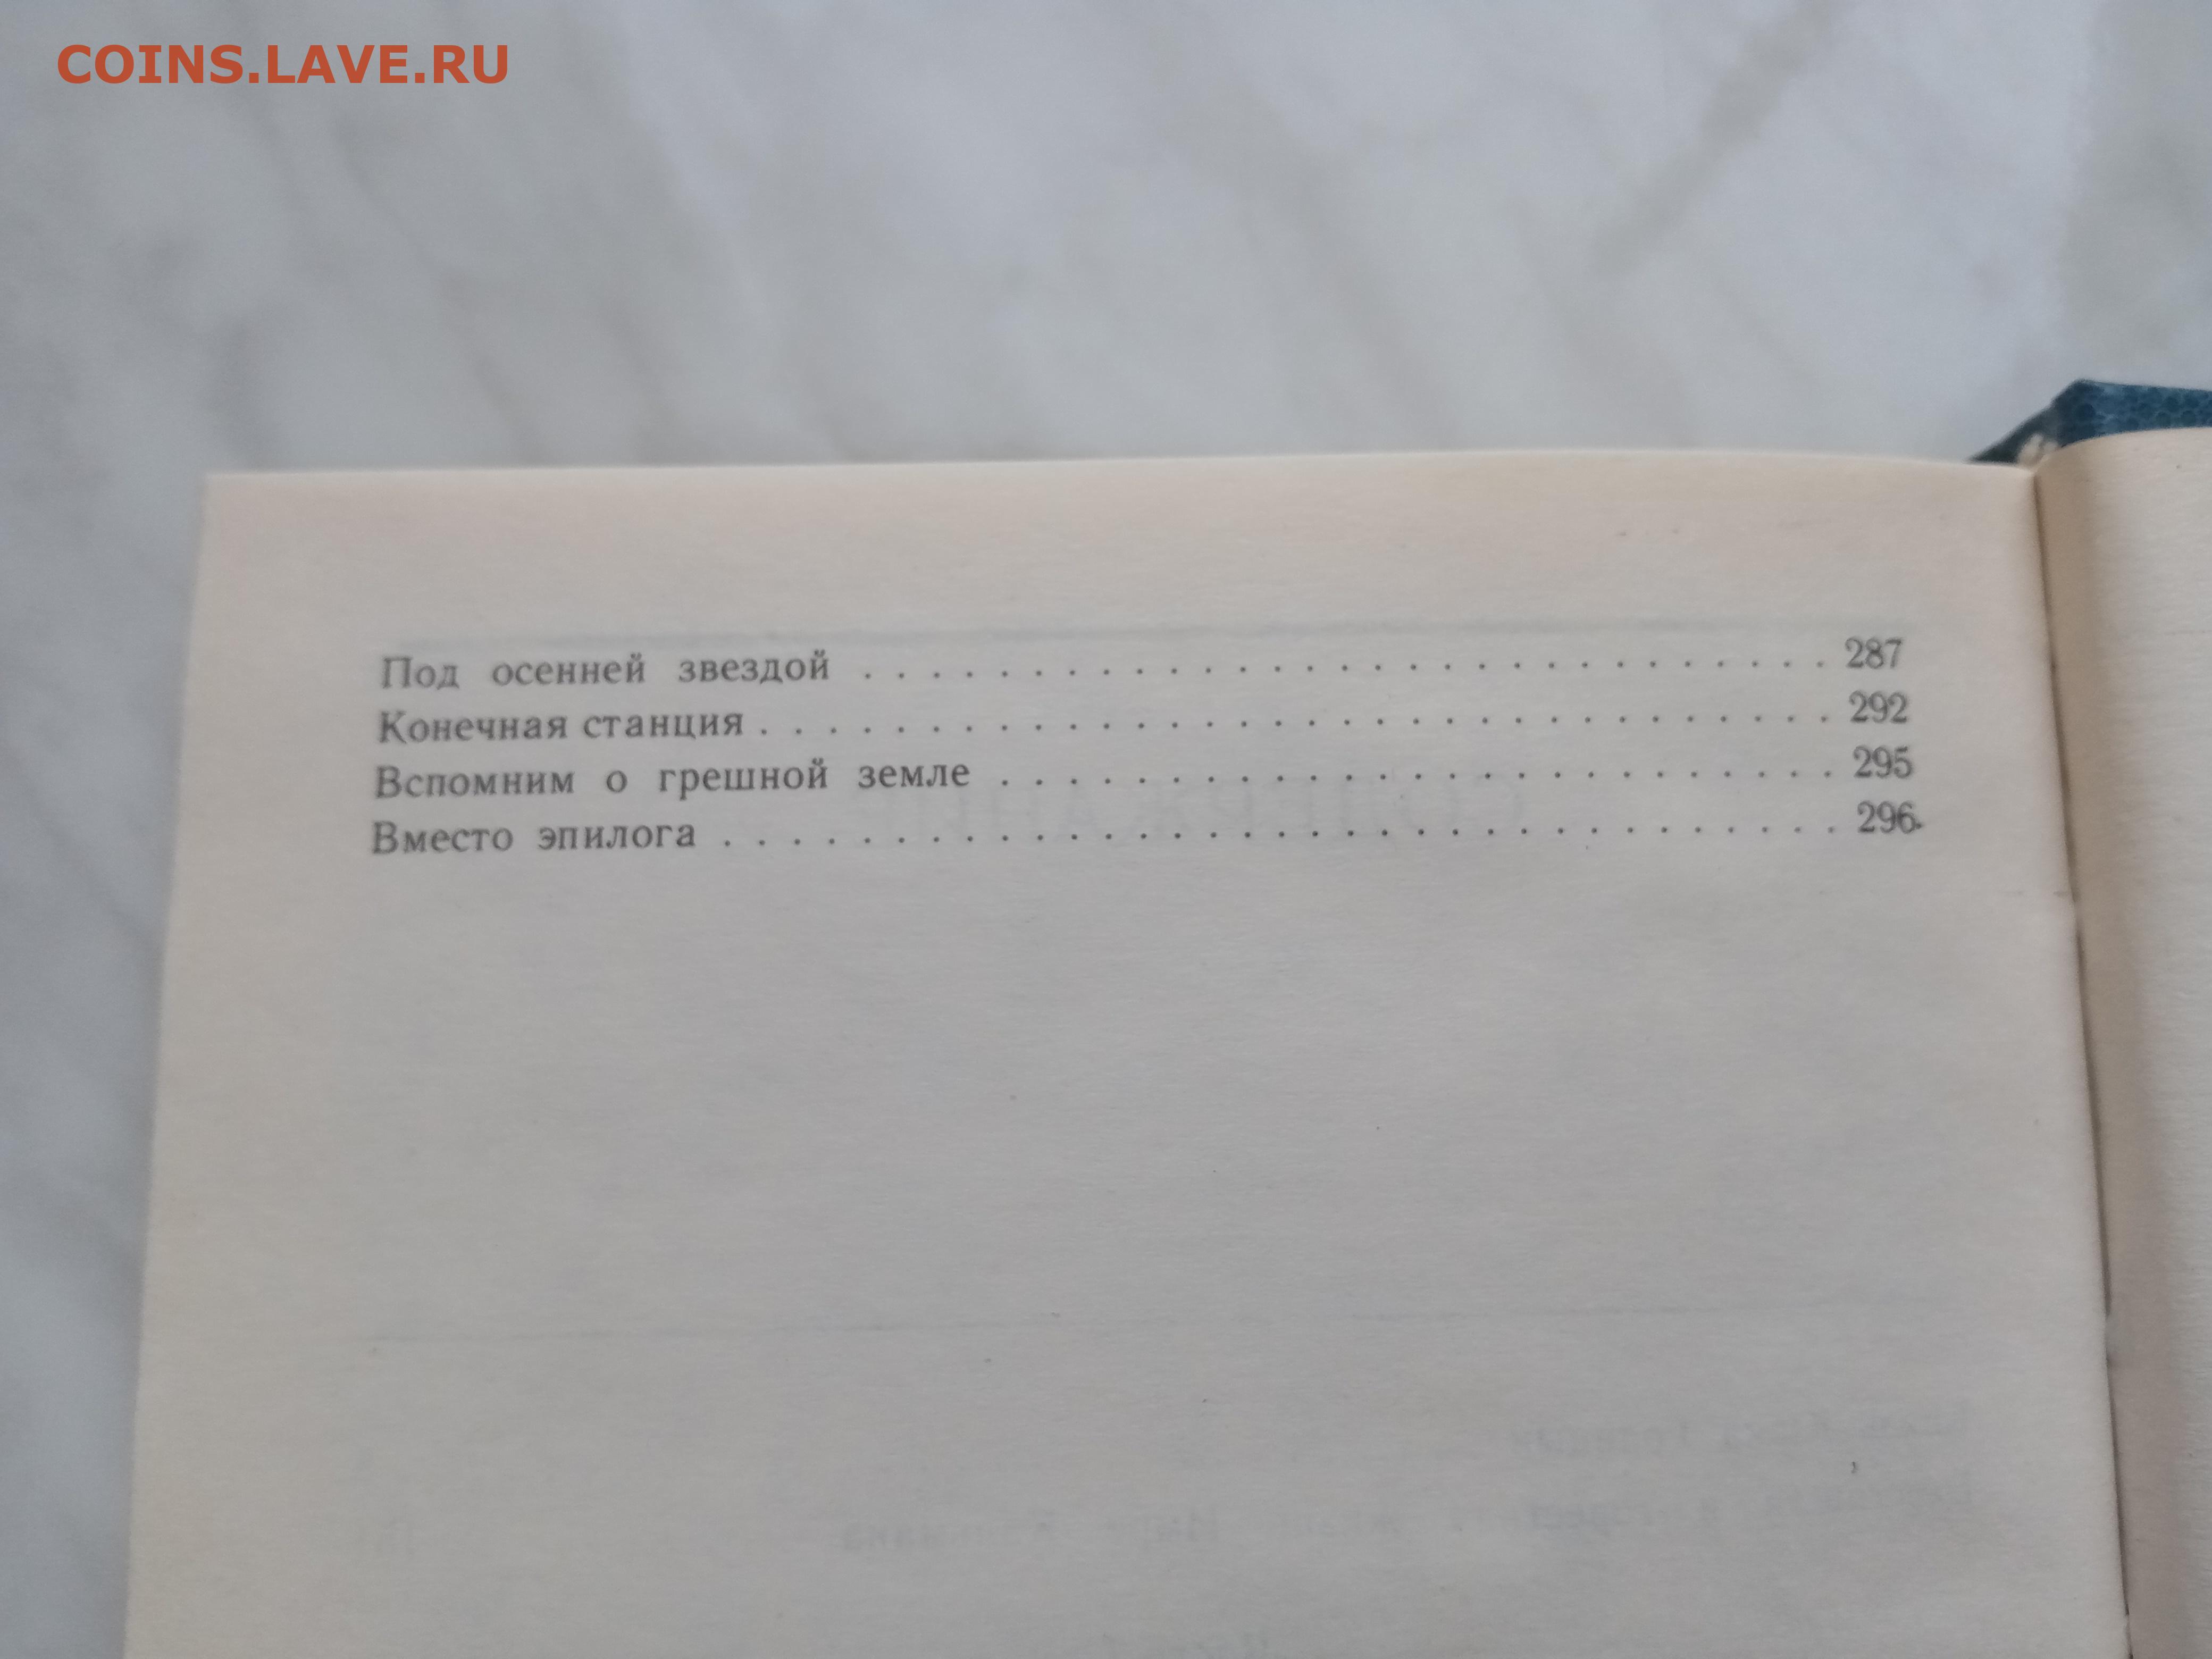 COINS.LAVE.RU
Под осенней звездой . . . . . . . . . . . . . . . . . . . . . . . . . . . . . 287
Конечная станция . . . . . . . . . . . . . . . . . . . . . . . . . . . . . . . . 292
Вспомним о грешной земле . . . . . . . . . . . . . . . . . . . . . . . . . 295
Вместо эпилога . . . . . . . . . . . . . . . . . . . . . . . . . . . . . . . . . 296